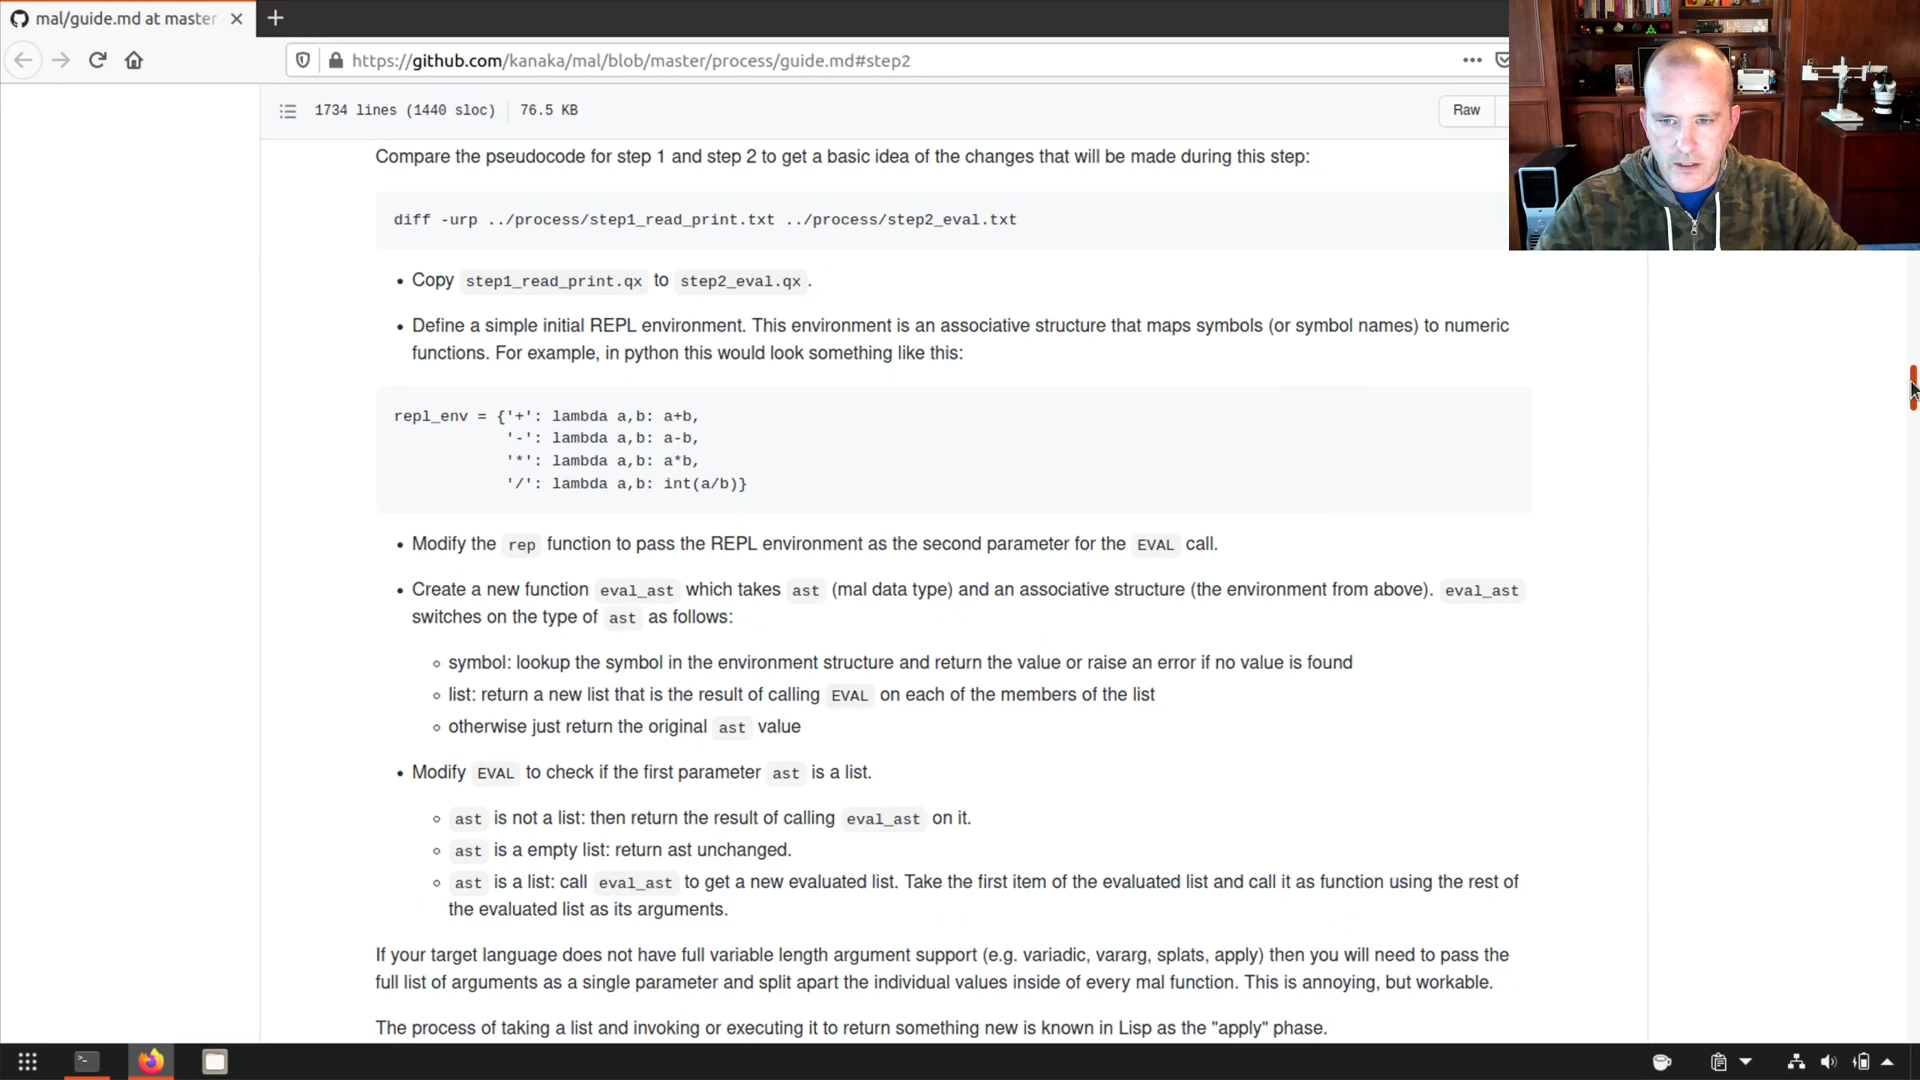 mal/guide.md at master
https://github.com/kanaka/mal/blob/master/process/guide.md#step2
1734 lines (1440 sloc) 76.5 KB
Raw
Compare the pseudocode for step 1 and step 2 to get a basic idea of the changes that will be made during this step:
diff -urp ../process/step1_read_print.txt ../process/step2_eval.txt
• Copy step1_read_print.qx to step2_eval.qx.
• Define a simple initial REPL environment. This environment is an associative structure that maps symbols (or symbol names) to numeric
functions. For example, in python this would look something like this:
repl_env = {'+': lambda a,b: a+b,
'-': lambda a,b: a-b,
'*': lambda a,b: a*b,
'/': lambda a,b: int(a/b)}
• Modify the rep function to pass the REPL environment as the second parameter for the EVAL call.
• Create a new function eval_ast which takes ast (mal data type) and an associative structure (the environment from above). eval_ast
switches on the type of ast as follows:
◦ symbol: lookup the symbol in the environment structure and return the value or raise an error if no value is found
◦ list: return a new list that is the result of calling EVAL on each of the members of the list
◦ otherwise just return the original ast value
• Modify EVAL to check if the first parameter ast is a list.
◦ ast is not a list: then return the result of calling eval_ast on it.
◦ ast is a empty list: return ast unchanged.
◦ ast is a list: call eval_ast to get a new evaluated list. Take the first item of the evaluated list and call it as function using the rest of
the evaluated list as its arguments.
If your target language does not have full variable length argument support (e.g. variadic, vararg, splats, apply) then you will need to pass the
full list of arguments as a single parameter and split apart the individual values inside of every mal function. This is annoying, but workable.
The process of taking a list and invoking or executing it to return something new is known in Lisp as the "apply" phase.